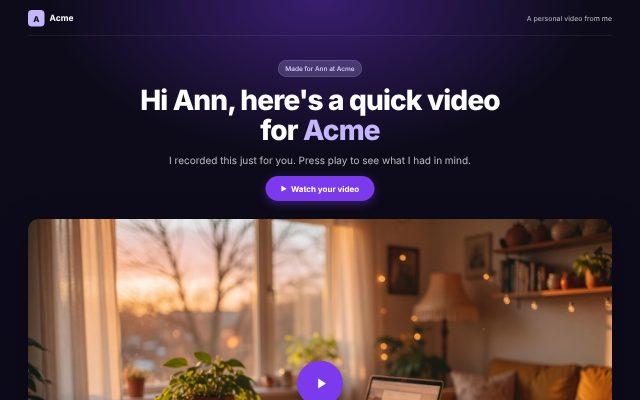 A Acme
A personal video from me
Made for Ann at Acme
Hi Ann, here's a quick video
for Acme
I recorded this just for you. Press play to see what I had in mind.
Watch your video